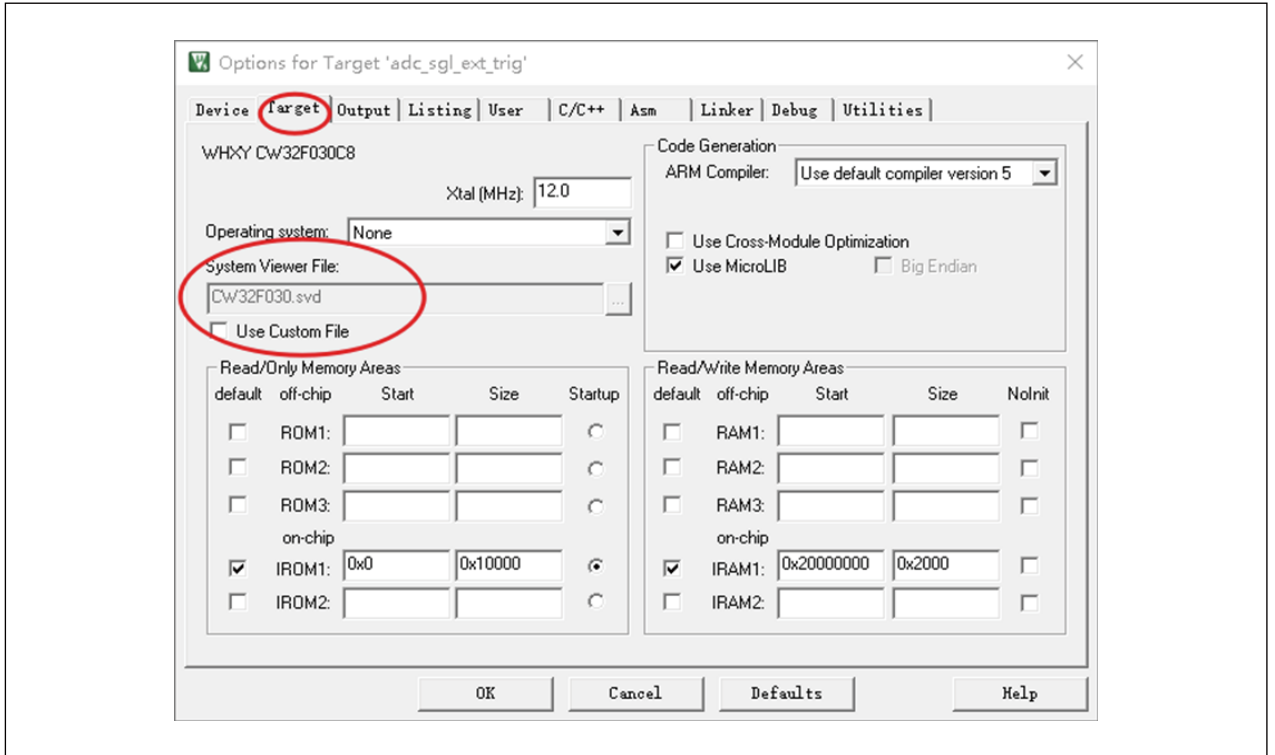 Options for Target 'adc_sgl_ext_trig'
Device Target Output Listing User C/C++ Asm Linker Debug Utilities
WHXY CW32F030C8
Xtal (MHz): 12.0
Operating system: None
System Viewer File:
CW32F030.svd ...
Use Custom File
Code Generation
ARM Compiler: Use default compiler version 5
Use Cross-Module Optimization
Use MicroLIB Big Endian
Read/Only Memory Areas
default off-chip Start Size Startup
ROM1:
ROM2:
ROM3:
on-chip
IROM1: 0x0 0x10000
IROM2:
Read/Write Memory Areas
default off-chip Start Size NoInit
RAM1:
RAM2:
RAM3:
on-chip
IRAM1: 0x20000000 0x2000
IRAM2:
OK Cancel Defaults Help